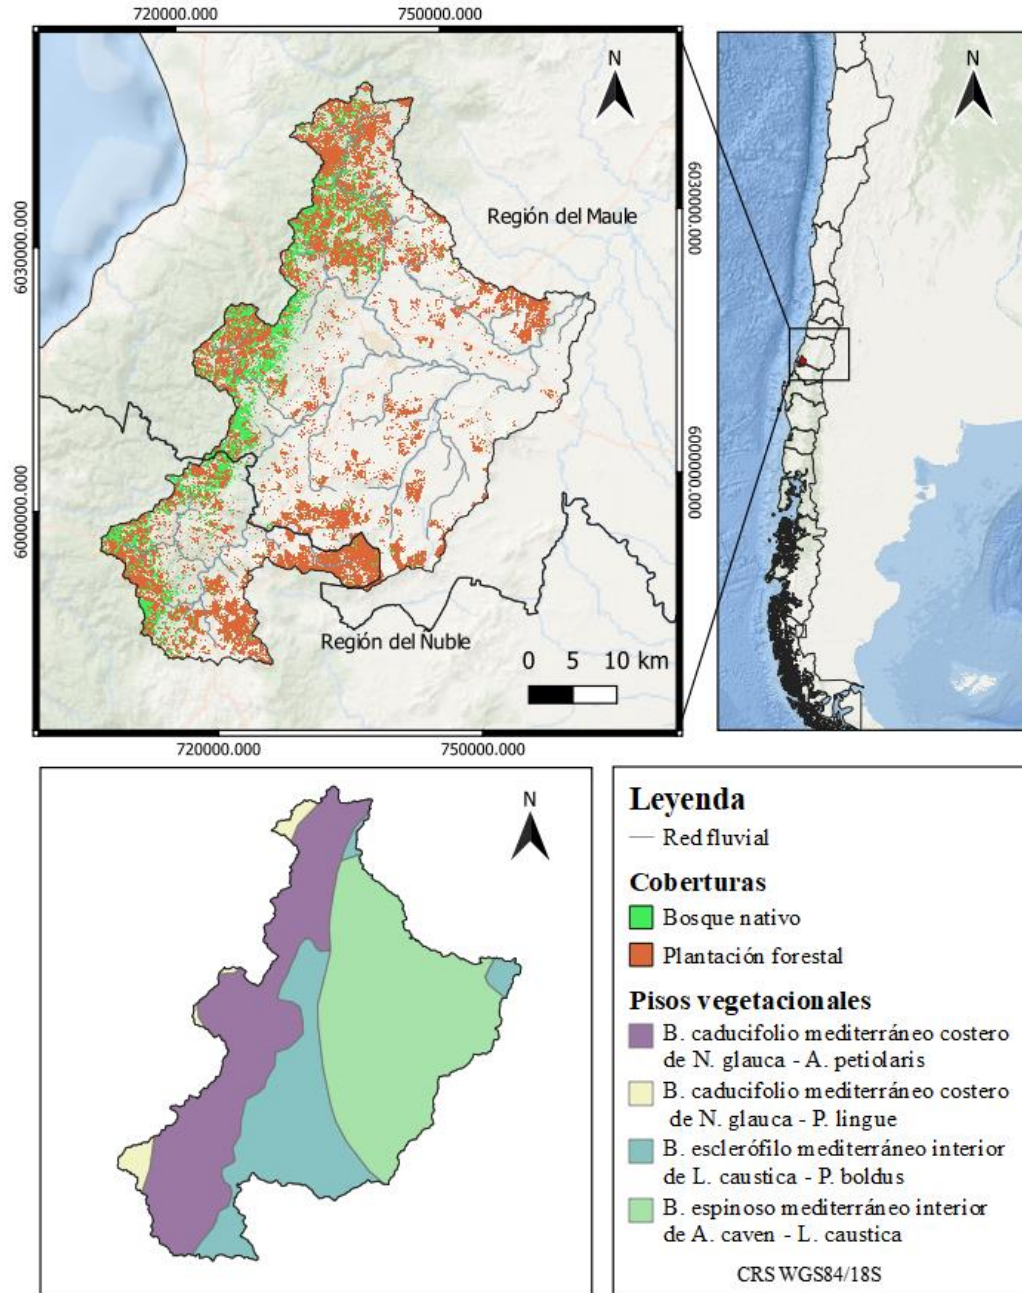 720000.000
750000.000
N
N
6030000.000
Región del Maule
6030000.000
6000000.000
6000000.000
Región del Ñuble
0 5 10 km
720000.000
750000.000
N
Leyenda
Red fluvial
Coberturas
Bosque nativo
Plantación forestal
Pisos vegetacionales
B. caducifolio mediterráneo costero
de N. glauca - A. petiolaris
B. caducifolio mediterráneo costero
de N. glauca - P. lingue
B. esclerófilo mediterráneo interior
de L. caustica - P. boldus
B. espinoso mediterráneo interior
de A. caven - L. caustica
CRS WGS84/18S